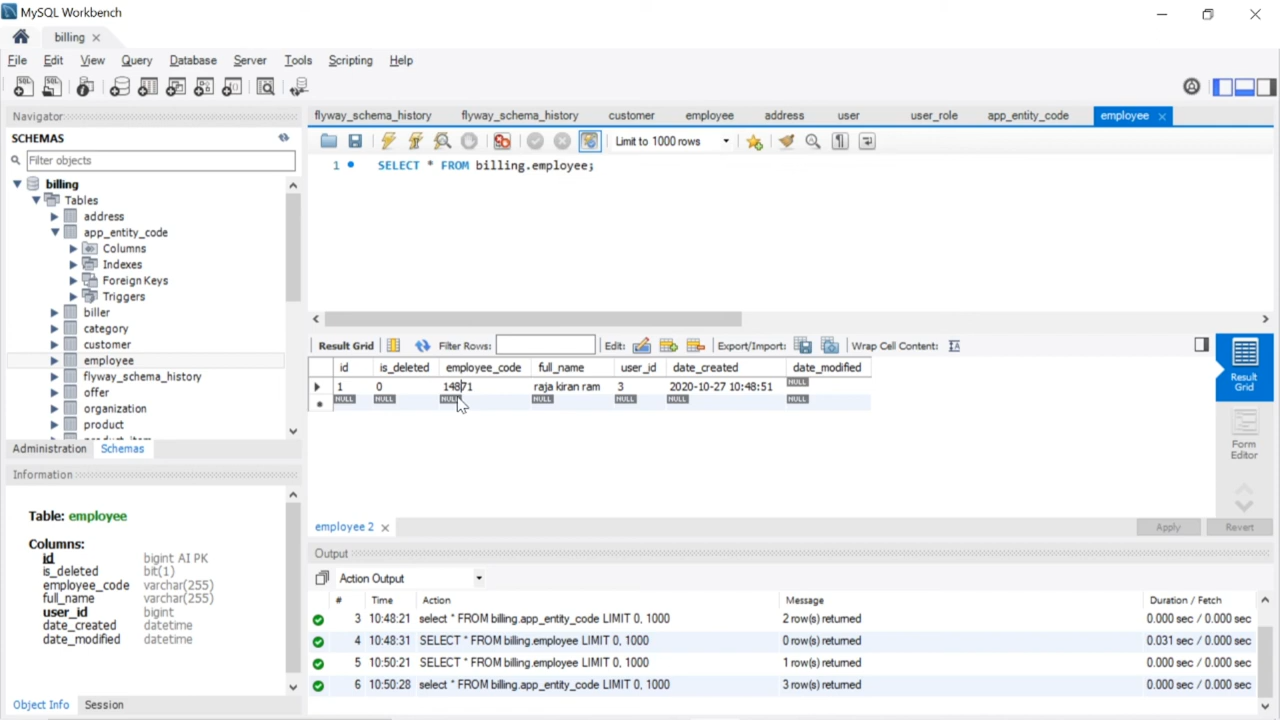 MySQL Workbench
billing
File Edit View Query Database Server Tools Scripting Help
Navigator
SCHEMAS
Filter objects
billing
Tables
address
app_entity_code
Columns
Indexes
Foreign Keys
Triggers
biller
category
customer
employee
flyway_schema_history
offer
organization
product
Administration Schemas
Information
Table: employee
Columns:
id bigint AI PK
is_deleted bit(1)
employee_code varchar(255)
full_name varchar(255)
user_id bigint
date_created datetime
date_modified datetime
Object Info Session
flyway_schema_history flyway_schema_history customer employee address user user_role app_entity_code employee
Limit to 1000 rows
1 SELECT * FROM billing.employee;
Result Grid Filter Rows: Edit: Export/Import: Wrap Cell Content:
id is_deleted employee_code full_name user_id date_created date_modified
1 0 14871 raja kiran ram 3 2020-10-27 10:48:51 NULL
NULL NULL NULL NULL NULL NULL NULL
Result Grid
Form Editor
employee 2 Apply Revert
Output
Action Output
# Time Action Message Duration / Fetch
3 10:48:21 select * FROM billing.app_entity_code LIMIT 0, 1000 2 row(s) returned 0.000 sec / 0.000 sec
4 10:48:31 SELECT * FROM billing.employee LIMIT 0, 1000 0 row(s) returned 0.031 sec / 0.000 sec
5 10:50:21 SELECT * FROM billing.employee LIMIT 0, 1000 1 row(s) returned 0.000 sec / 0.000 sec
6 10:50:28 select * FROM billing.app_entity_code LIMIT 0, 1000 3 row(s) returned 0.000 sec / 0.000 sec